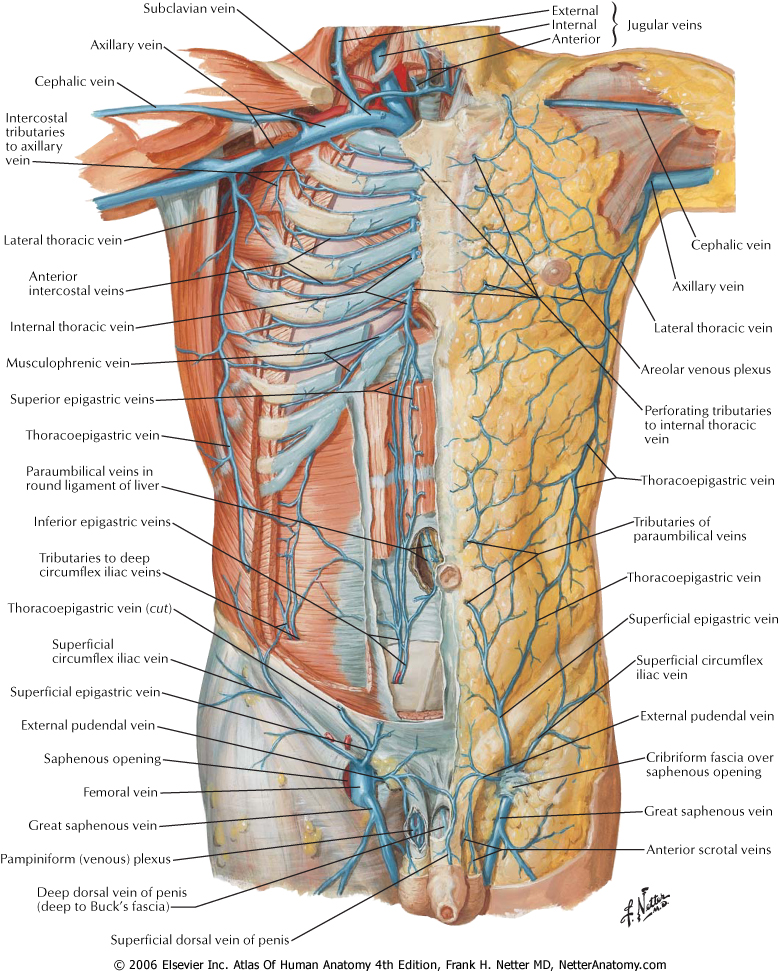 Subclavian vein
External
Internal
Anterior
Jugular veins
Axillary vein
Cephalic vein
Intercostal
tributaries
to axillary
vein
Lateral thoracic vein
Anterior
intercostal veins
Internal thoracic vein
Musculophrenic vein
Superior epigastric veins
Thoracoepigastric vein
Paraumbilical veins in
round ligament of liver
Inferior epigastric veins
Tributaries to deep
circumflex iliac veins
Thoracoepigastric vein (cut)
Superficial
circumflex iliac vein
Superficial epigastric vein
External pudendal vein
Saphenous opening
Femoral vein
Great saphenous vein
Pampiniform (venous) plexus
Deep dorsal vein of penis
(deep to Buck's fascia)
Superficial dorsal vein of penis
Cephalic vein
Axillary vein
Lateral thoracic vein
Areolar venous plexus
Perforating tributaries
to internal thoracic
vein
Thoracoepigastric vein
Tributaries of
paraumbilical veins
Thoracoepigastric vein
Superficial epigastric vein
Superficial circumflex
iliac vein
External pudendal vein
Cribriform fascia over
saphenous opening
Great saphenous vein
Anterior scrotal veins
F. Netter
M.D.
© 2006 Elsevier Inc. Atlas Of Human Anatomy 4th Edition, Frank H. Netter MD, NetterAnatomy.com